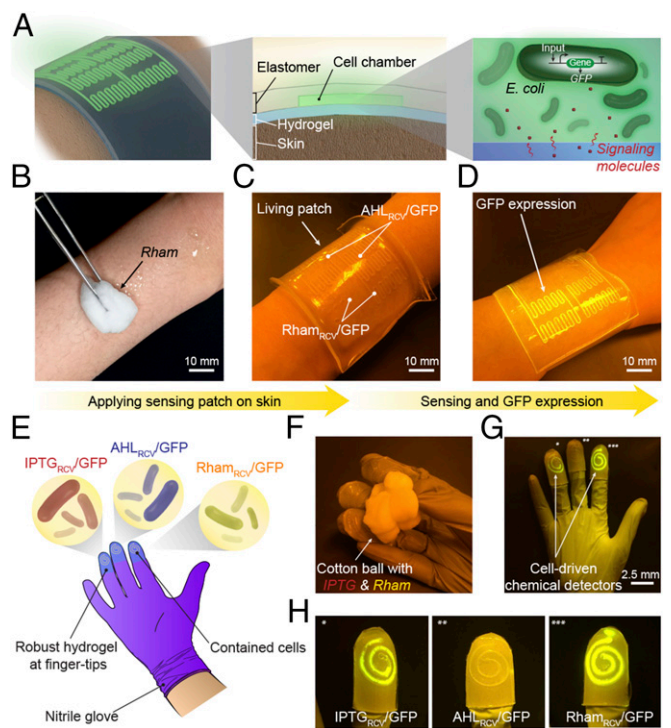 A
Elastomer
Cell chamber
Hydrogel
Skin
Input
Gene
GFP
E. coli
Signaling
molecules
B
Rham
10 mm
C
Living patch
AHLRCV/GFP
RhamRCV/GFP
10 mm
D
GFP expression
10 mm
Applying sensing patch on skin
Sensing and GFP expression
E
IPTGRCV/GFP
AHLRCV/GFP
RhamRCV/GFP
Robust hydrogel
at finger-tips
Contained cells
Nitrile glove
F
Cotton ball with
IPTG & Rham
G
*
**
***
Cell-driven
chemical detectors
2.5 mm
H
*
IPTGRCV/GFP
**
AHLRCV/GFP
***
RhamRCV/GFP